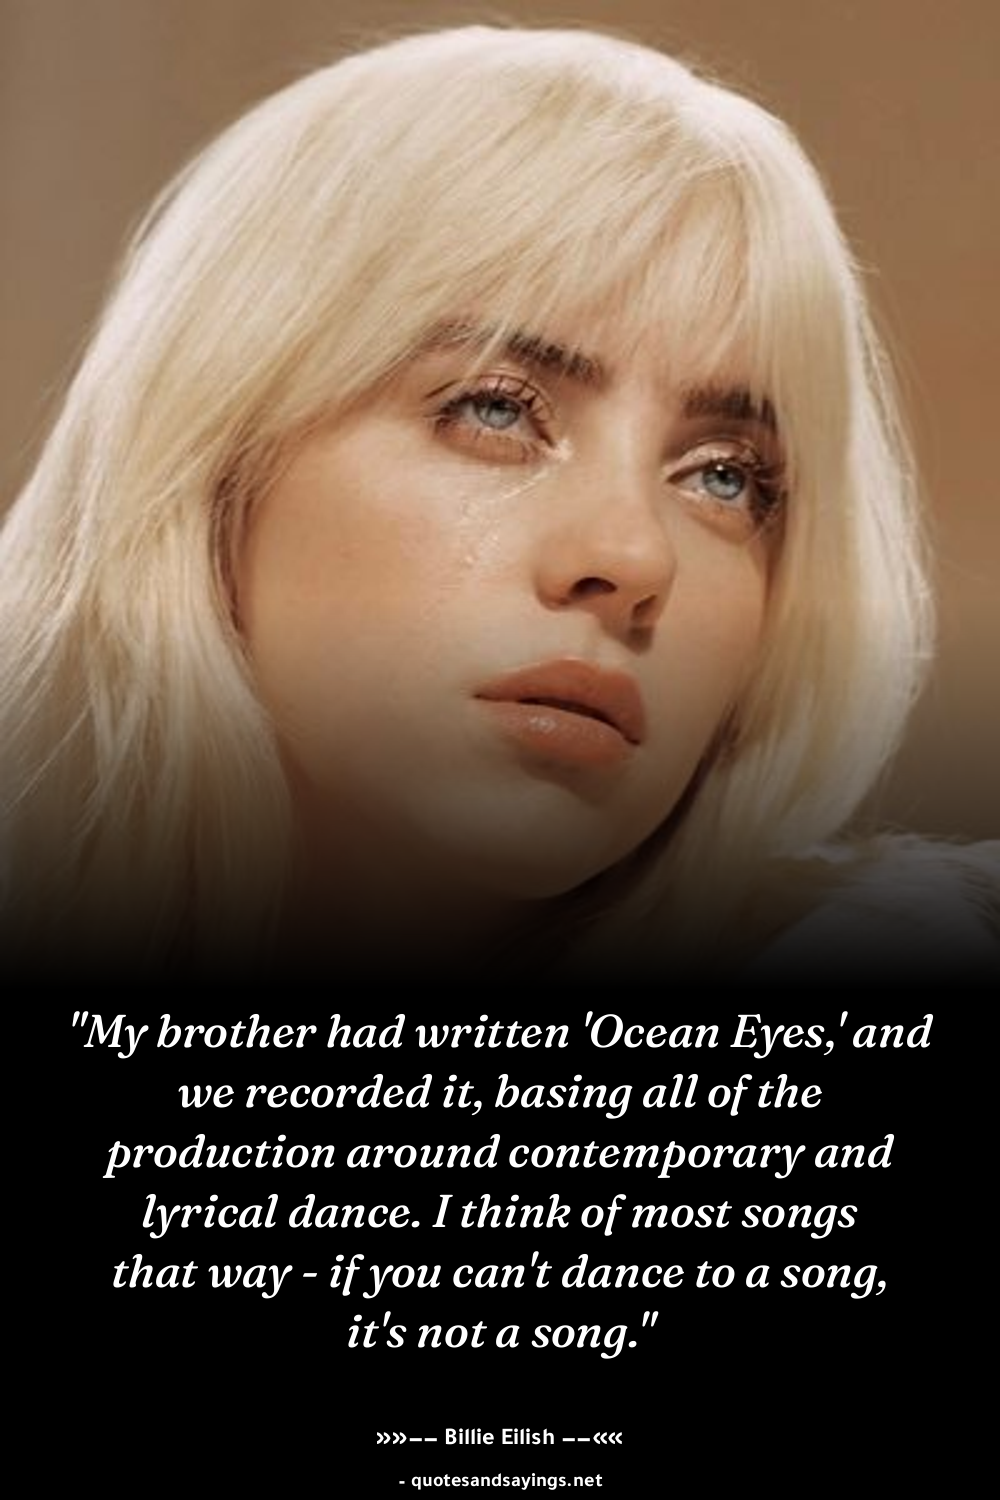 "My brother had written 'Ocean Eyes,' and
we recorded it, basing all of the
production around contemporary and
lyrical dance. I think of most songs
that way - if you can't dance to a song,
it's not a song."
»»–– Billie Eilish ––««
- quotesandsayings.net